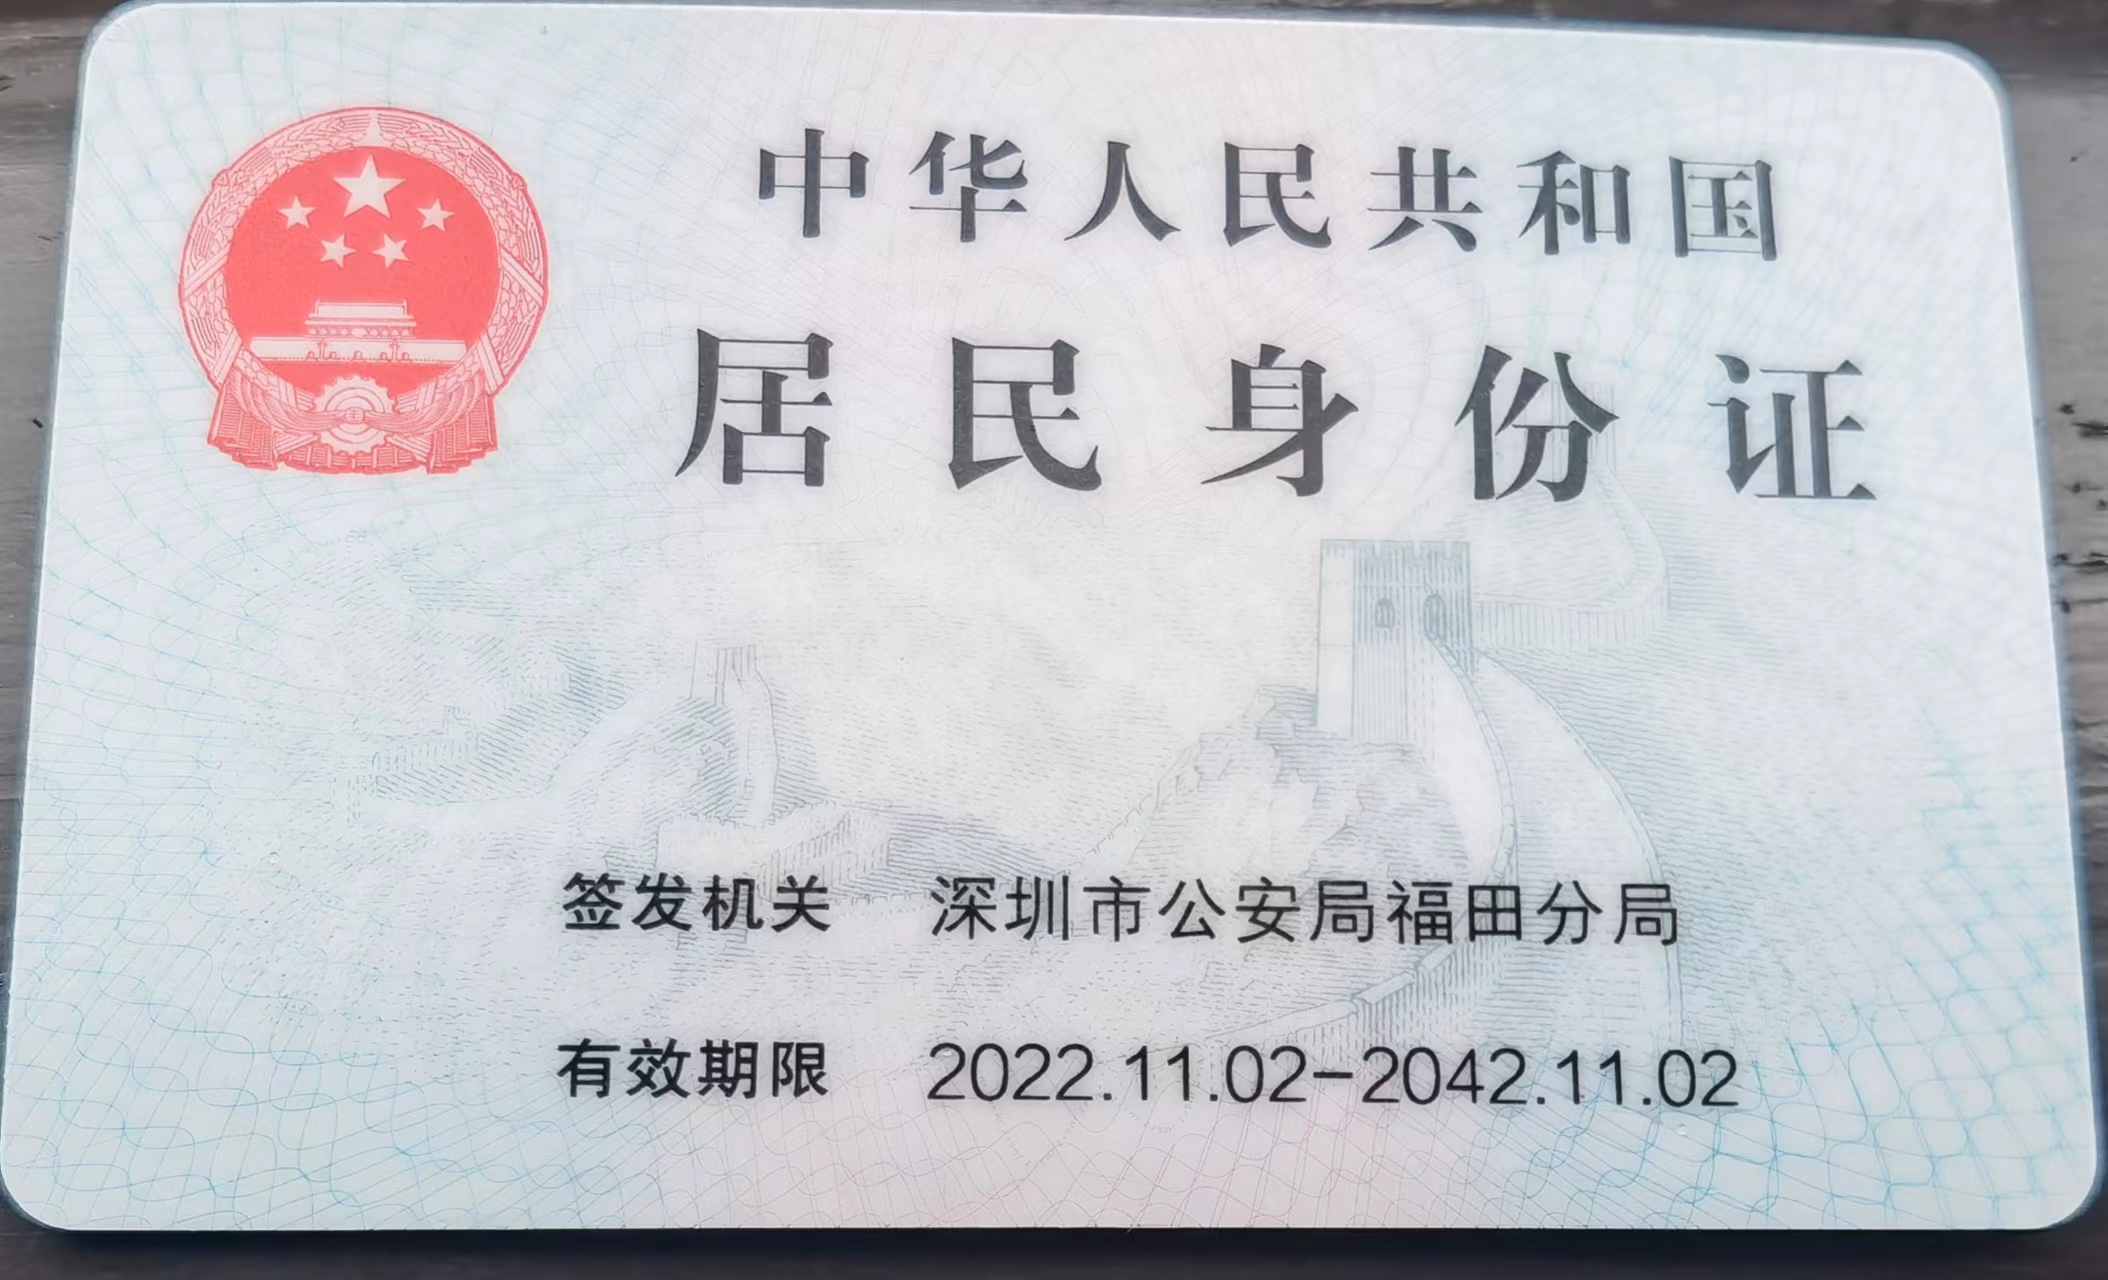 中华人民共和国
居民身份证
签发机关 深圳市公安局福田分局
有效期限 2022.11.02-2042.11.02